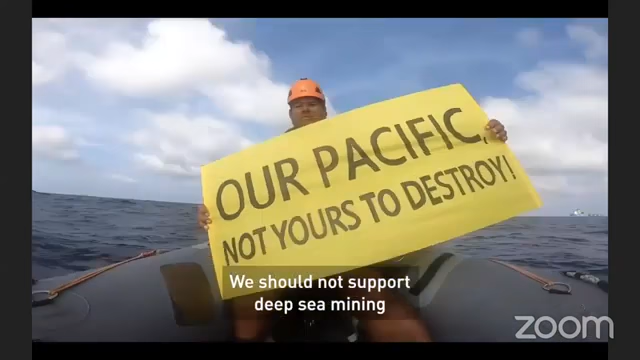 OUR PACIFIC,
NOT YOURS TO DESTROY!
We should not support
deep sea mining
zoom